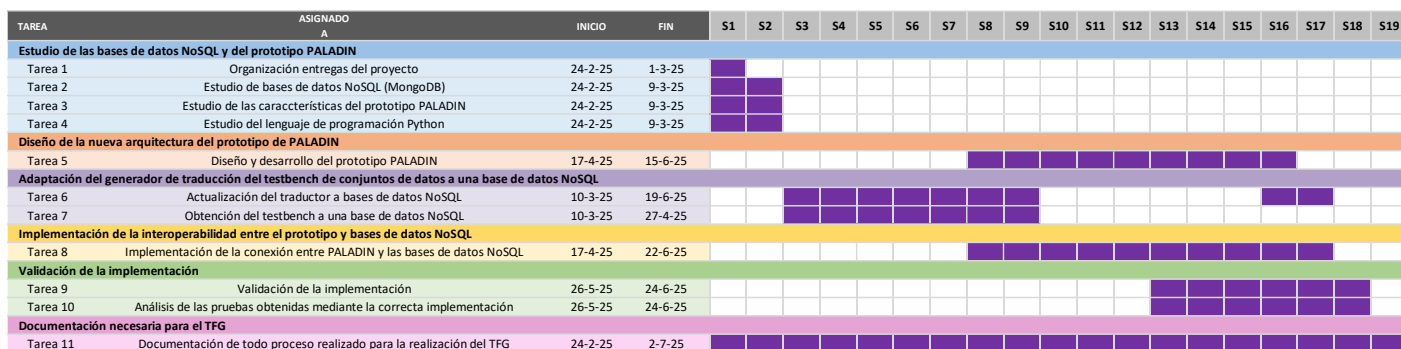 TAREA ASIGNADO A INICIO FIN S1 S2 S3 S4 S5 S6 S7 S8 S9 S10 S11 S12 S13 S14 S15 S16 S17 S18 S19
Estudio de las bases de datos NoSQL y del prototipo PALADIN
Tarea 1 Organización entregas del proyecto 24-2-25 1-3-25
Tarea 2 Estudio de bases de datos NoSQL (MongoDB) 24-2-25 9-3-25
Tarea 3 Estudio de las caraccterísticas del prototipo PALADIN 24-2-25 9-3-25
Tarea 4 Estudio del lenguaje de programación Python 24-2-25 9-3-25
Diseño de la nueva arquitectura del prototipo de PALADIN
Tarea 5 Diseño y desarrollo del prototipo PALADIN 17-4-25 15-6-25
Adaptación del generador de traducción del testbench de conjuntos de datos a una base de datos NoSQL
Tarea 6 Actualización del traductor a bases de datos NoSQL 10-3-25 19-6-25
Tarea 7 Obtención del testbench a una base de datos NoSQL 10-3-25 27-4-25
Implementación de la interoperabilidad entre el prototipo y bases de datos NoSQL
Tarea 8 Implementación de la conexión entre PALADIN y las bases de datos NoSQL 17-4-25 22-6-25
Validación de la implementación
Tarea 9 Validación de la implementación 26-5-25 24-6-25
Tarea 10 Análisis de las pruebas obtenidas mediante la correcta implementación 26-5-25 24-6-25
Documentación necesaria para el TFG
Tarea 11 Documentación de todo proceso realizado para la realización del TFG 24-2-25 2-7-25